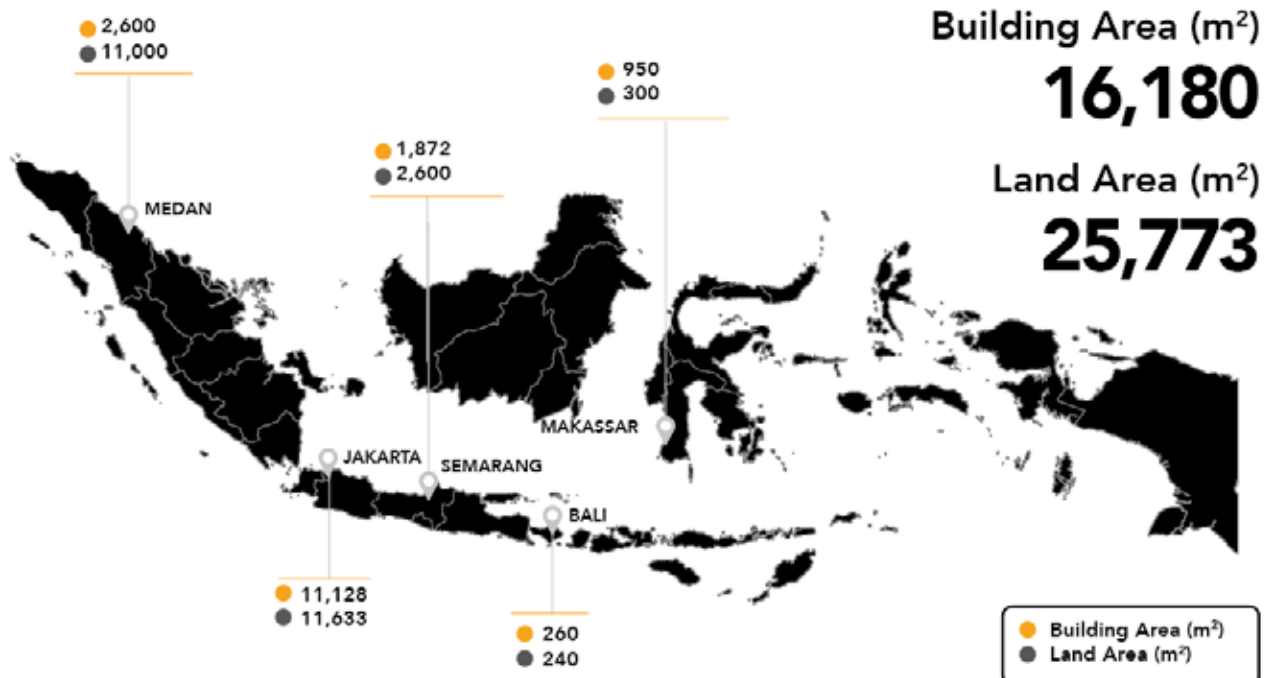 2,600
11,000
950
300
Building Area (m²)
16,180
1,872
2,600
Land Area (m²)
25,773
MEDAN
MAKASSAR
JAKARTA
SEMARANG
BALI
11,128
11,633
260
240
Building Area (m²)
Land Area (m²)